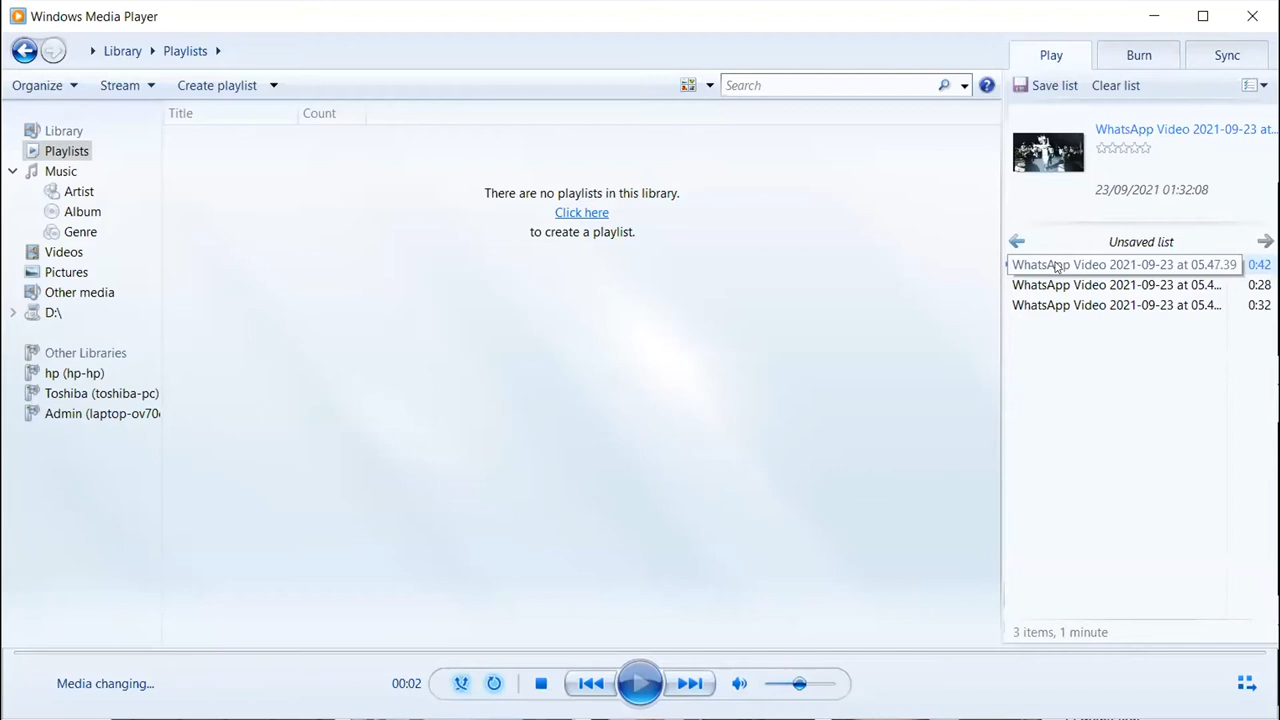 Windows Media Player
Library Playlists
Play Burn Sync
Organize Stream Create playlist Search Save list Clear list
Title Count
Library
Playlists
Music
Artist
Album
Genre
Videos
Pictures
Other media
D:\
Other Libraries
hp (hp-hp)
Toshiba (toshiba-pc)
Admin (laptop-ov70
There are no playlists in this library.
Click here
to create a playlist.
WhatsApp Video 2021-09-23 at...
23/09/2021 01:32:08
Unsaved list
WhatsApp Video 2021-09-23 at 05.47.39 0:42
WhatsApp Video 2021-09-23 at 05.4... 0:28
WhatsApp Video 2021-09-23 at 05.4... 0:32
3 items, 1 minute
Media changing... 00:02